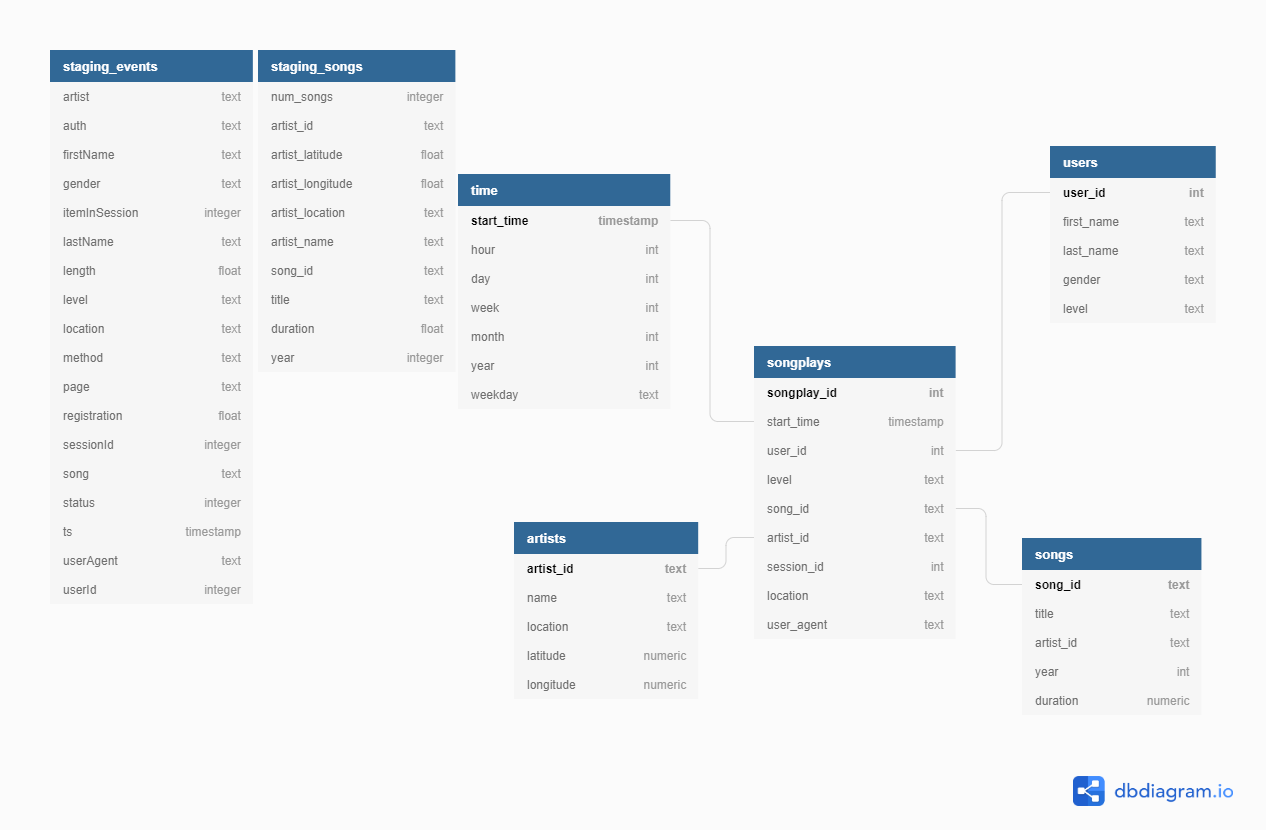 staging_events
artist text
auth text
firstName text
gender text
itemInSession integer
lastName text
length float
level text
location text
method text
page text
registration float
sessionId integer
song text
status integer
ts timestamp
userAgent text
userId integer
staging_songs
num_songs integer
artist_id text
artist_latitude float
artist_longitude float
artist_location text
artist_name text
song_id text
title text
duration float
year integer
time
start_time timestamp
hour int
day int
week int
month int
year int
weekday text
users
user_id int
first_name text
last_name text
gender text
level text
songplays
songplay_id int
start_time timestamp
user_id int
level text
song_id text
artist_id text
session_id int
location text
user_agent text
artists
artist_id text
name text
location text
latitude numeric
longitude numeric
songs
song_id text
title text
artist_id text
year int
duration numeric
dbdiagram.io